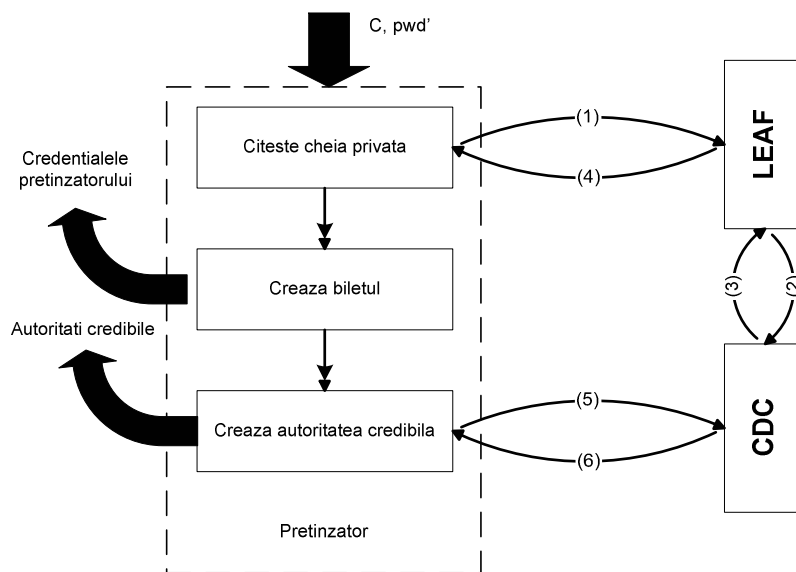 C, pwd’
Citeste cheia privata
(1)
(4)
LEAF
Credentialele
pretinzatorului
Creaza biletul
(3)
(2)
Autoritati credibile
Creaza autoritatea credibila
(5)
(6)
CDC
Pretinzator